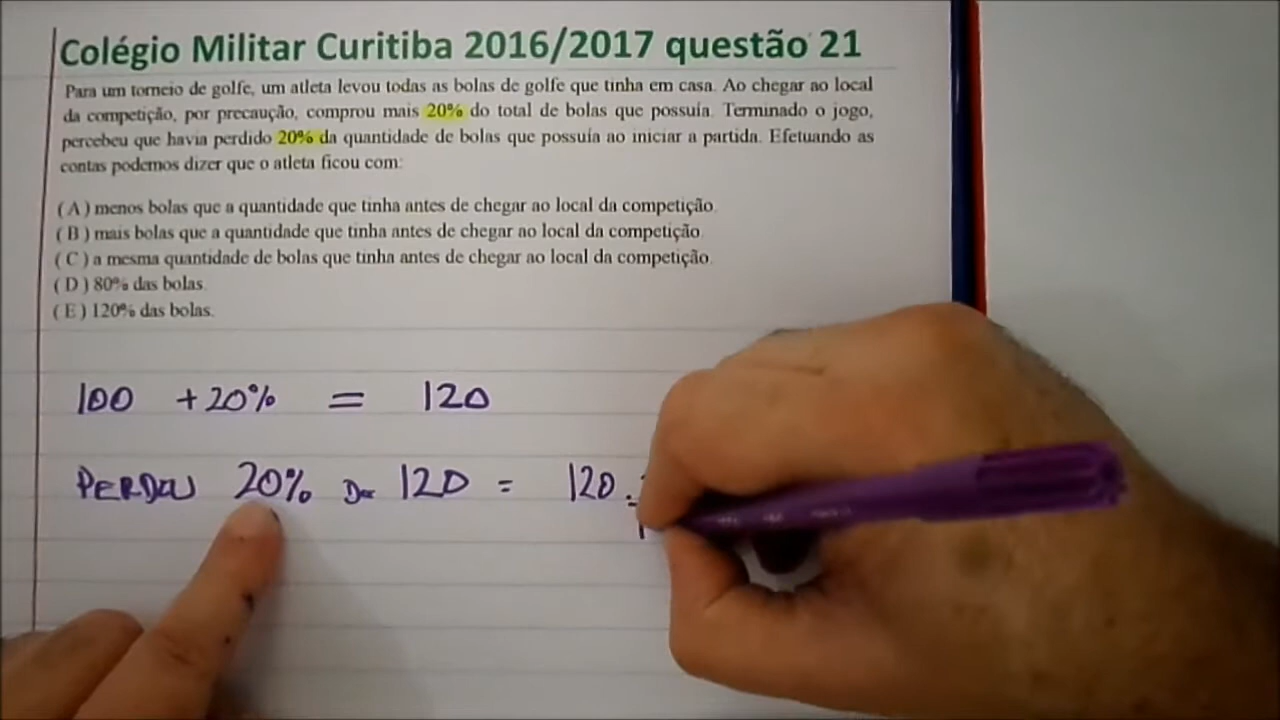 Colégio Militar Curitiba 2016/2017 questão 21
Para um torneio de golfe, um atleta levou todas as bolas de golfe que tinha em casa. Ao chegar ao local
da competição, por precaução, comprou mais 20% do total de bolas que possuía. Terminado o jogo,
percebeu que havia perdido 20% da quantidade de bolas que possuía ao iniciar a partida. Efetuando as
contas podemos dizer que o atleta ficou com:
( A ) menos bolas que a quantidade que tinha antes de chegar ao local da competição.
( B ) mais bolas que a quantidade que tinha antes de chegar ao local da competição.
( C ) a mesma quantidade de bolas que tinha antes de chegar ao local da competição.
( D ) 80% das bolas.
( E ) 120% das bolas.
100 +20% = 120
PERDEU 20% De 120 = 120 .